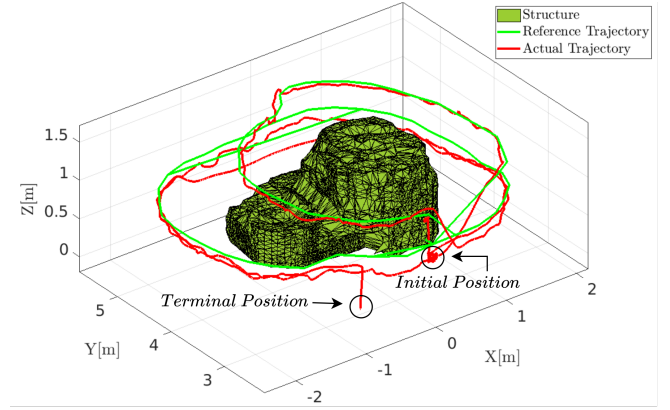 Structure
Reference Trajectory
Actual Trajectory
1.5
1
0.5
0
Z[m]
5
4
3
Y[m]
-2
-1
0
1
2
X[m]
Terminal Position
Initial Position